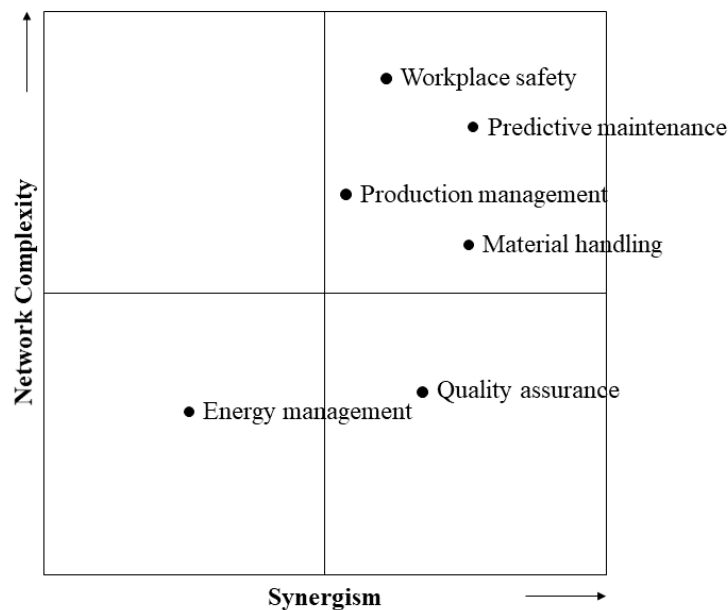 Workplace safety
Predictive maintenance
Production management
Material handling
Network Complexity
Quality assurance
Energy management
Synergism